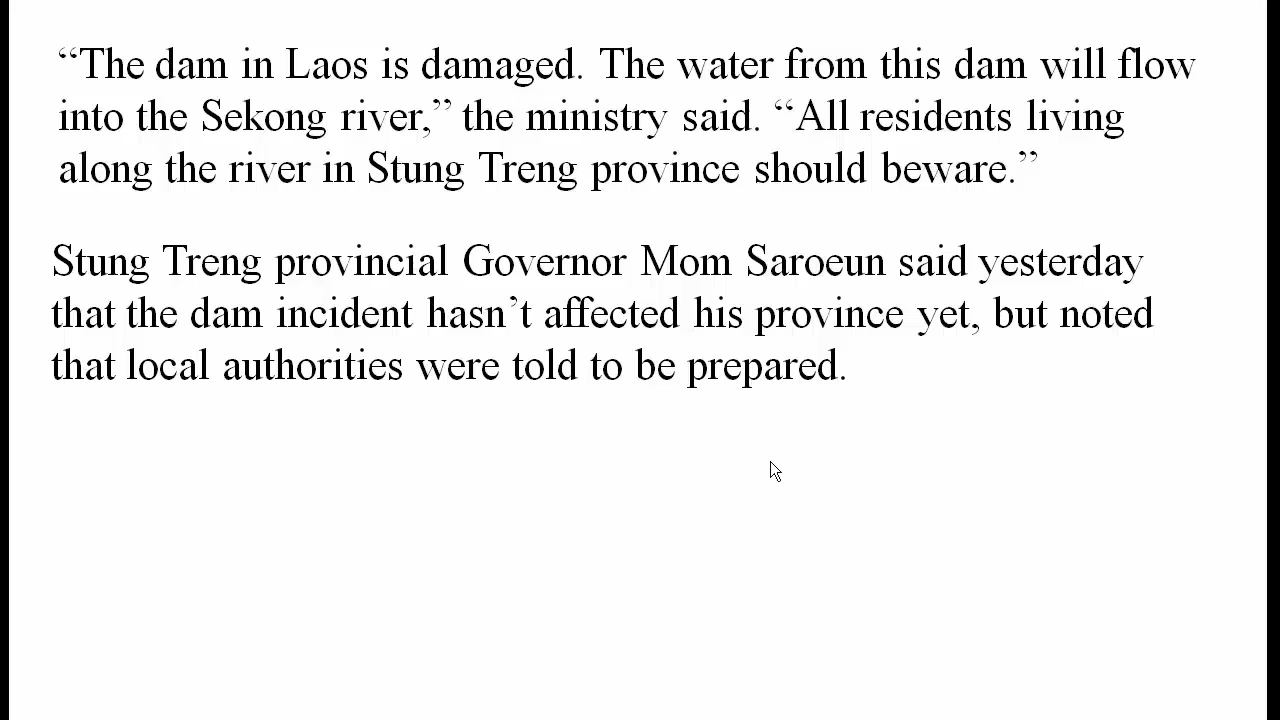 “The dam in Laos is damaged. The water from this dam will flow
into the Sekong river,” the ministry said. “All residents living
along the river in Stung Treng province should beware.”
Stung Treng provincial Governor Mom Saroeun said yesterday
that the dam incident hasn’t affected his province yet, but noted
that local authorities were told to be prepared.